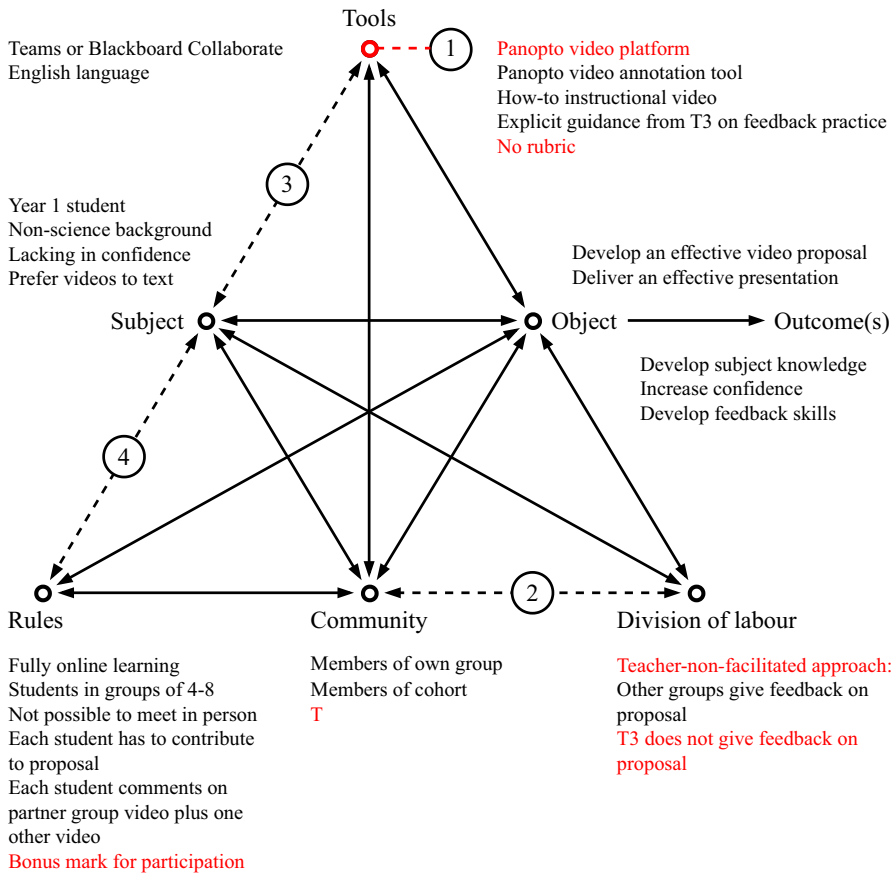 Tools
Teams or Blackboard Collaborate
English language
1
Panopto video platform
Panopto video annotation tool
How-to instructional video
Explicit guidance from T3 on feedback practice
No rubric
3
Year 1 student
Non-science background
Lacking in confidence
Prefer videos to text
Develop an effective video proposal
Deliver an effective presentation
Subject
Object
Outcome(s)
Develop subject knowledge
Increase confidence
Develop feedback skills
4
2
Rules
Community
Division of labour
Fully online learning
Students in groups of 4-8
Not possible to meet in person
Each student has to contribute
to proposal
Each student comments on
partner group video plus one
other video
Bonus mark for participation
Members of own group
Members of cohort
T
Teacher-non-facilitated approach:
Other groups give feedback on
proposal
T3 does not give feedback on
proposal